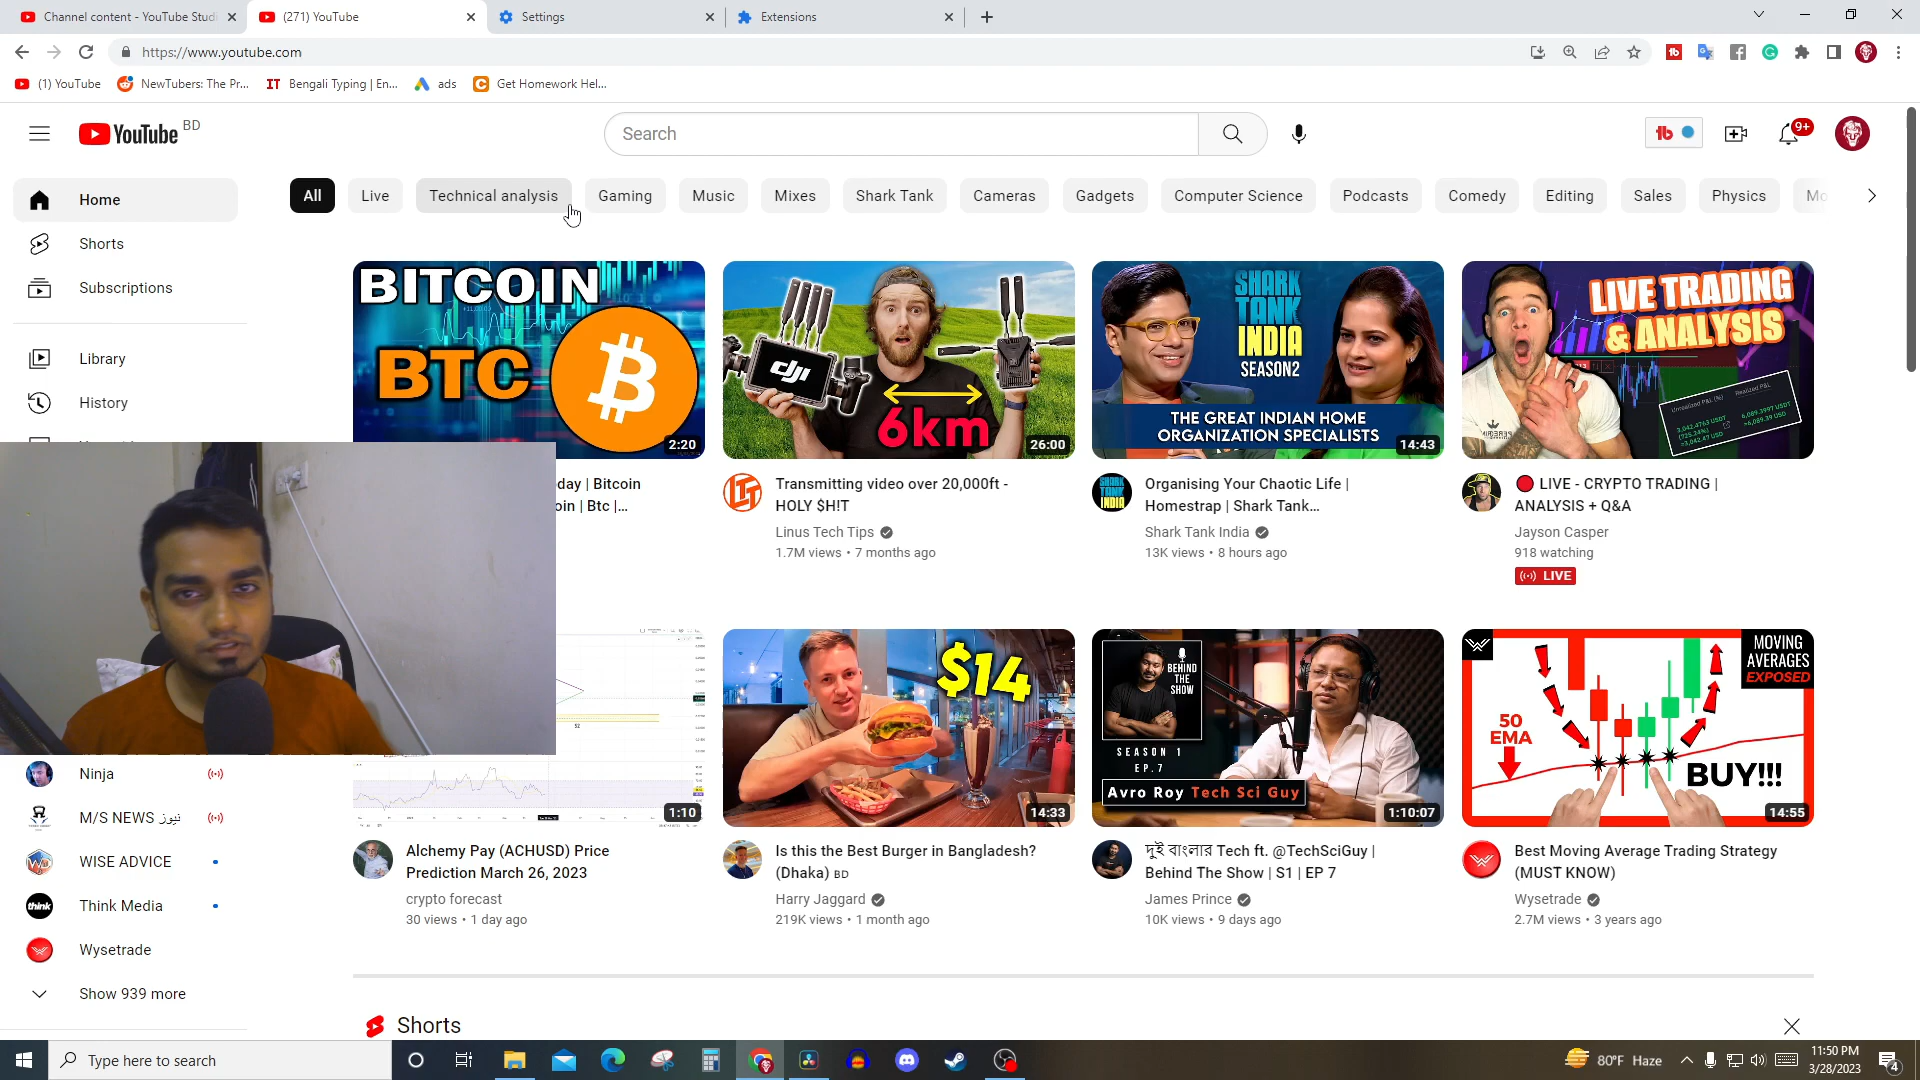 Channel content - YouTube Studi
(271) YouTube
Settings
Extensions
https://www.youtube.com
(1) YouTube
NewTubers: The Pr...
IT Bengali Typing | En...
ads
Get Homework Hel...
YouTube BD
Search
9+
Home
Shorts
Subscriptions
Library
History
Ninja
M/S NEWS نیوز
WISE ADVICE
Think Media
Wysetrade
Show 939 more
All
Live
Technical analysis
Gaming
Music
Mixes
Shark Tank
Cameras
Gadgets
Computer Science
Podcasts
Comedy
Editing
Sales
Physics
Mo
BITCOIN
BTC
2:20
day | Bitcoin
oin | Btc |...
dji
6km
26:00
Transmitting video over 20,000ft -
HOLY $H!T
Linus Tech Tips
1.7M views • 7 months ago
SHARK
TANK
INDIA
SEASON2
THE GREAT INDIAN HOME
ORGANIZATION SPECIALISTS
14:43
Organising Your Chaotic Life |
Homestrap | Shark Tank...
Shark Tank India
13K views • 8 hours ago
LIVE TRADING
& ANALYSIS
LIVE - CRYPTO TRADING |
ANALYSIS + Q&A
Jayson Casper
918 watching
LIVE
1:10
Alchemy Pay (ACHUSD) Price
Prediction March 26, 2023
crypto forecast
30 views • 1 day ago
$14
14:33
Is this the Best Burger in Bangladesh?
(Dhaka) BD
Harry Jaggard
219K views • 1 month ago
BEHIND
THE
SHOW
SEASON 1
EP.7
Avro Roy Tech Sci Guy
1:10:07
দুই বাংলার Tech ft. @TechSciGuy |
Behind The Show | S1 | EP 7
James Prince
10K views • 9 days ago
MOVING
AVERAGES
EXPOSED
50
EMA
BUY!!!
14:55
Best Moving Average Trading Strategy
(MUST KNOW)
Wysetrade
2.7M views • 3 years ago
Shorts
Type here to search
80°F Haze
11:50 PM
3/28/2023
4